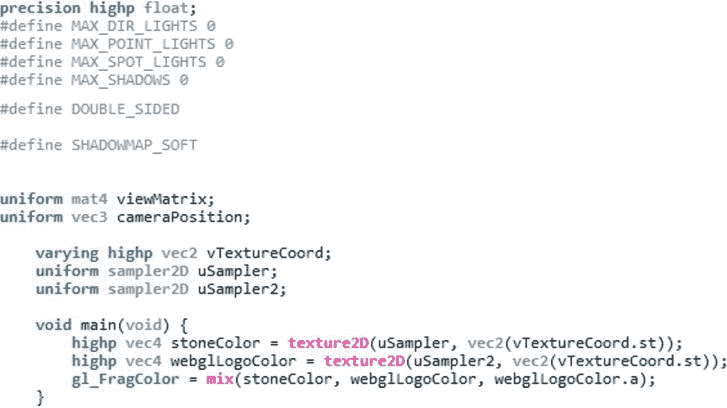 precision highp float;
#define MAX_DIR_LIGHTS 0
#define MAX_POINT_LIGHTS 0
#define MAX_SPOT_LIGHTS 0
#define MAX_SHADOWS 0
#define DOUBLE_SIDED
#define SHADOWMAP_SOFT
uniform mat4 viewMatrix;
uniform vec3 cameraPosition;
varying highp vec2 vTextureCoord;
uniform sampler2D uSampler;
uniform sampler2D uSampler2;
void main(void) {
highp vec4 stoneColor = texture2D(uSampler, vec2(vTextureCoord.st));
highp vec4 webglLogoColor = texture2D(uSampler2, vec2(vTextureCoord.st));
gl_FragColor = mix(stoneColor, webglLogoColor, webglLogoColor.a);
}